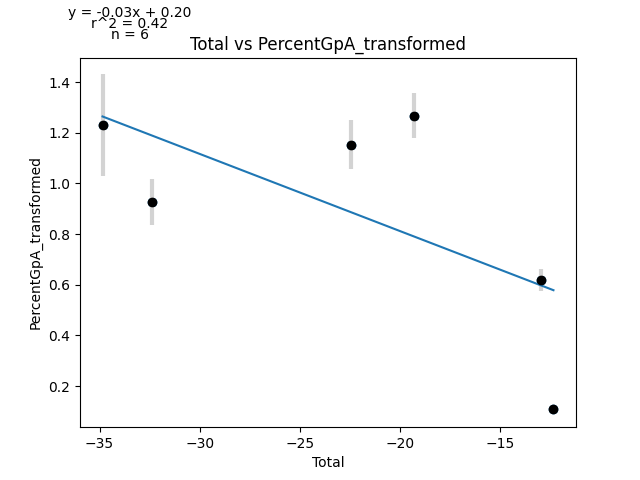 y = -0.03x + 0.20
r^2 = 0.42
n = 6
Total vs PercentGpA_transformed
1.4
1.2
1.0
0.8
0.6
0.4
0.2
PercentGpA_transformed
−35 −30 −25 −20 −15
Total